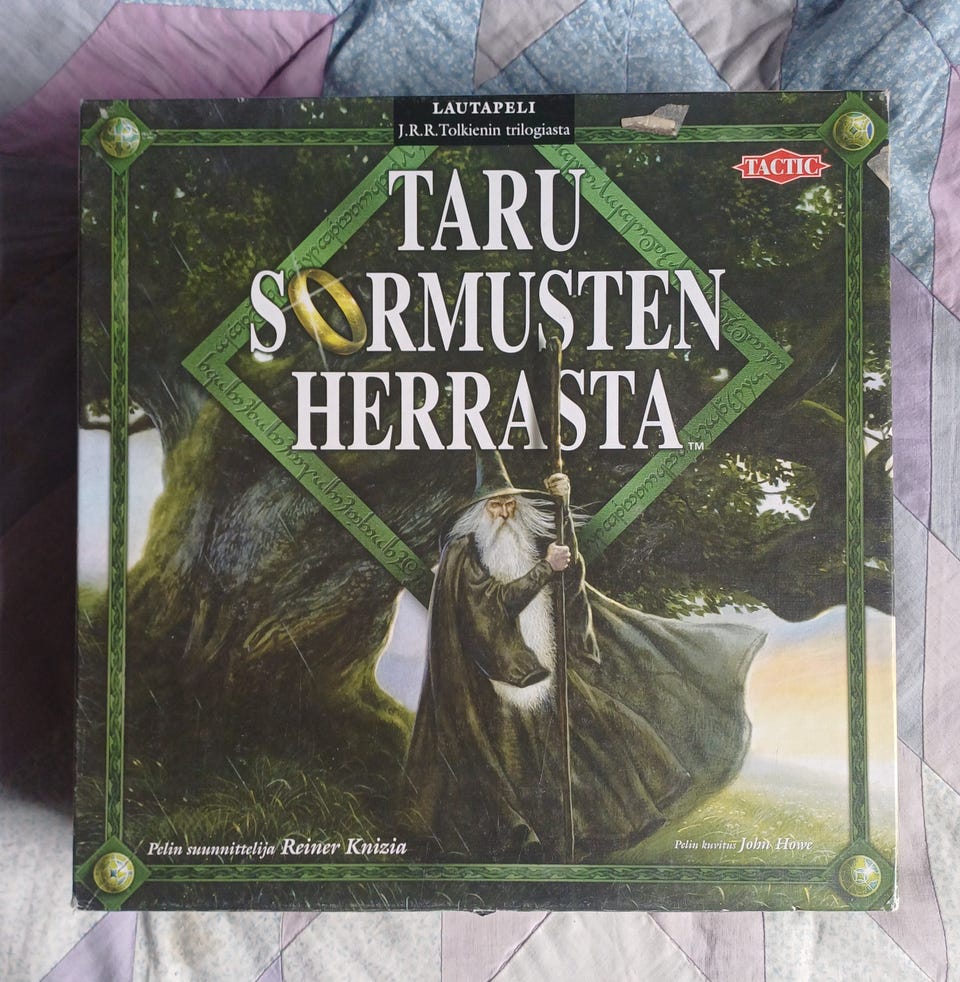 LAUTAPELI
J.R.R.Tolkienin trilogiasta
TACTIC
TARU
SORMUSTEN
HERRASTA™
Pelin suunnittelija Reiner Knizia
Pelin kuvitus John Howe